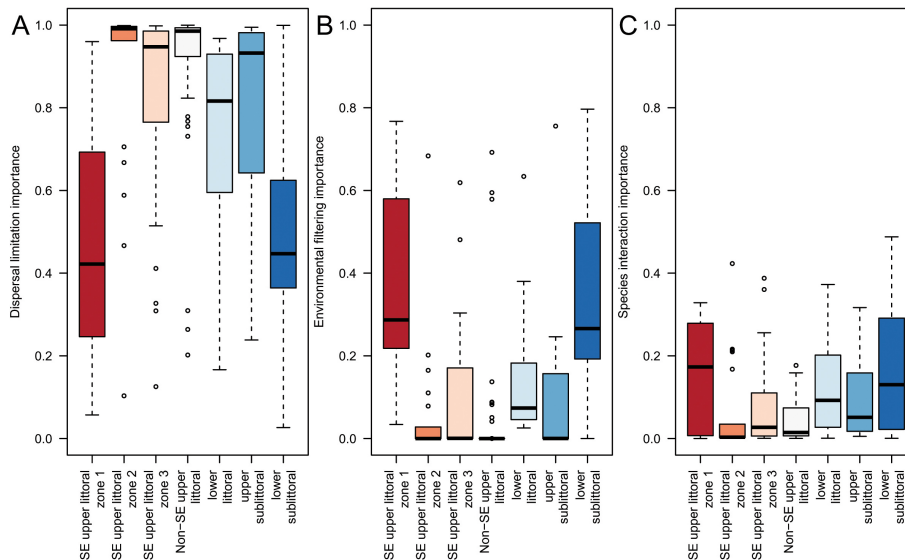 A
Dispersal limitation importance
1.0
0.8
0.6
0.4
0.2
0.0
SE upper littoral
zone 1
SE upper littoral
zone 2
SE upper littoral
zone 3
Non-SE upper
littoral
lower
littoral
upper
sublittoral
lower
sublittoral
B
Environmental filtering importance
1.0
0.8
0.6
0.4
0.2
0.0
SE upper littoral
zone 1
SE upper littoral
zone 2
SE upper littoral
zone 3
Non-SE upper
littoral
lower
littoral
upper
sublittoral
lower
sublittoral
C
Species interaction importance
1.0
0.8
0.6
0.4
0.2
0.0
SE upper littoral
zone 1
SE upper littoral
zone 2
SE upper littoral
zone 3
Non-SE upper
littoral
lower
littoral
upper
sublittoral
lower
sublittoral